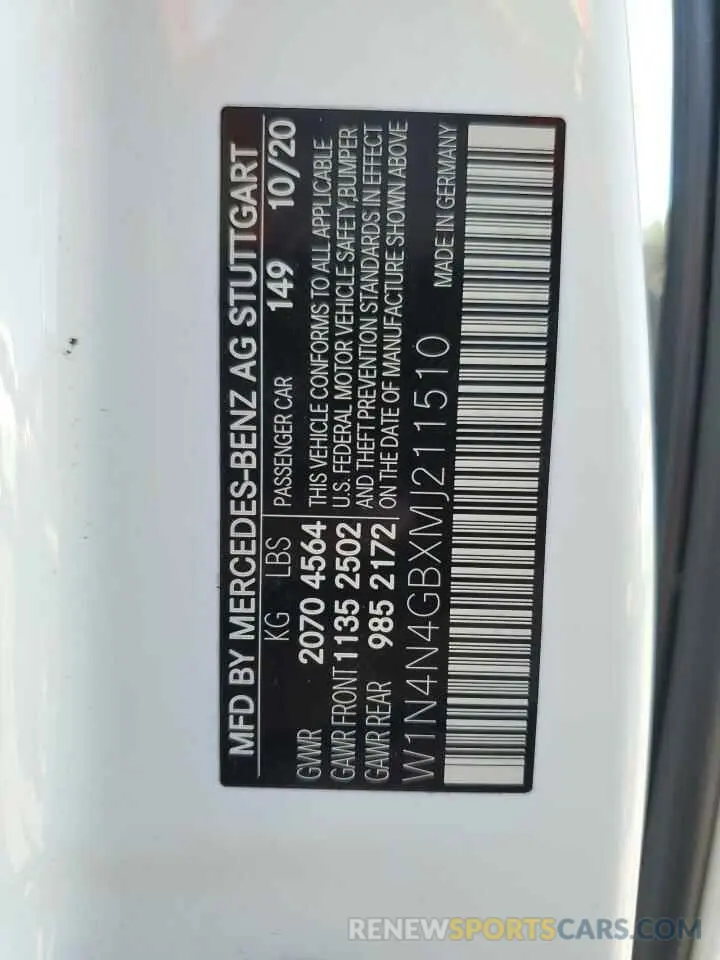 MFD BY MERCEDES-BENZ AG STUTTGART
KG LBS PASSENGER CAR 149 10/20
GVWR 2070 4564 THIS VEHICLE CONFORMS TO ALL APPLICABLE
GAWR FRONT 1135 2502 U.S. FEDERAL MOTOR VEHICLE SAFETY,BUMPER
GAWR REAR 985 2172 AND THEFT PREVENTION STANDARDS IN EFFECT
ON THE DATE OF MANUFACTURE SHOWN ABOVE
W1N4N4GBXMJ211510 MADE IN GERMANY
RENEWSPORTSCARS.COM